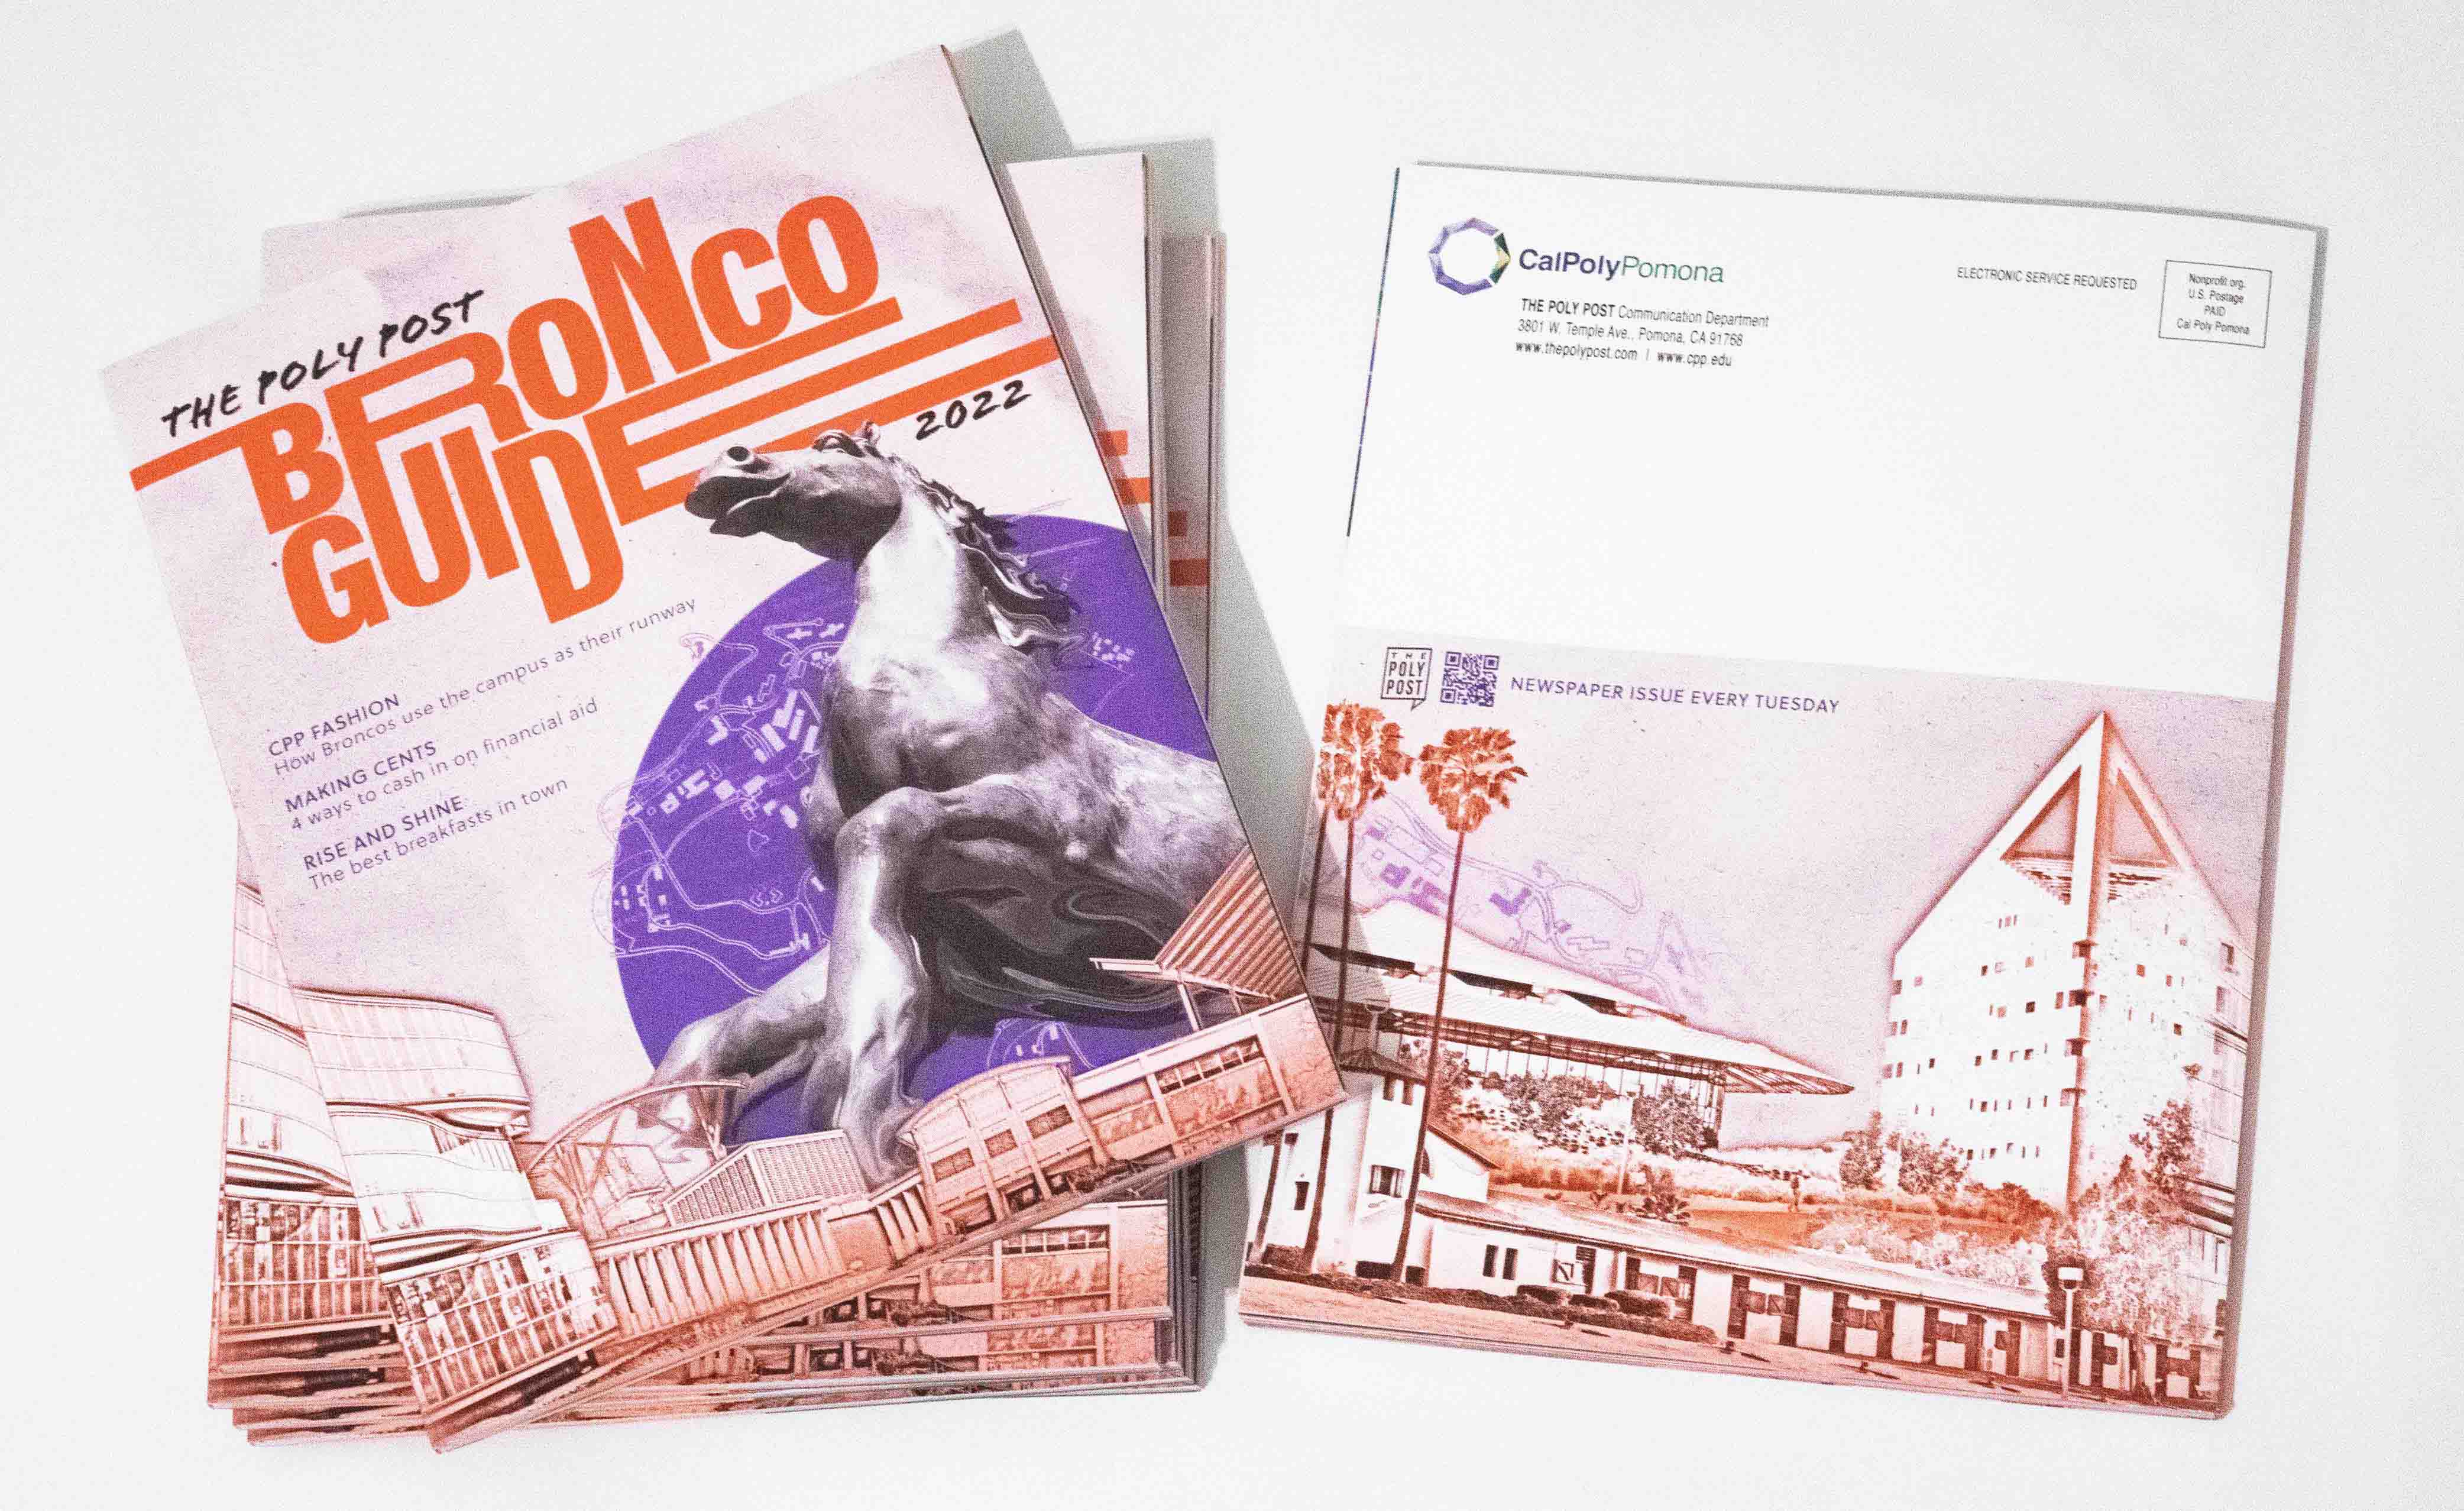 THE POLY POST
BERONCO
GUIDE
2022
CPP FASHION
How Broncos use the campus as their runway
MAKING CENTS
4 ways to cash in on financial aid
RISE AND SHINE
The best breakfasts in town
CalPolyPomona
THE POLY POST Communication Department
3801 W. Temple Ave., Pomona, CA 91768
www.thepolypost.com | www.cpp.edu
ELECTRONIC SERVICE REQUESTED
Nonprofit org.
U.S. Postage
PAID
Cal Poly Pomona
THE
POLY
POST
NEWSPAPER ISSUE EVERY TUESDAY